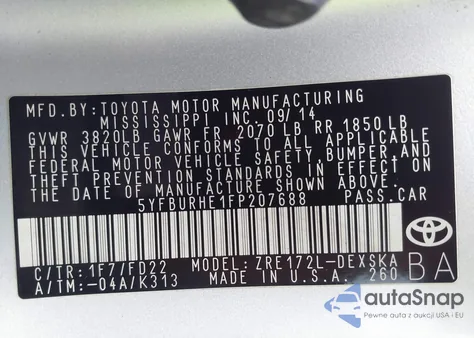 MFD.BY:TOYOTA MOTOR MANUFACTURING
MISSISSIPPI INC.09/14
GVWR 3820LB GAWR FR 2070LB RR 1850LB
THIS VEHICLE CONFORMS TO ALL APPLICABLE
FEDERAL MOTOR VEHICLE SAFETY, BUMPER,AND
THEFT PREVENTION STANDARDS IN EFFECT ON
THE DATE OF MANUFACTURE SHOWN ABOVE.
5YFBURHE1FP207688 PASS.CAR
TOYOTA
C/TR:1F7/FD22 MODEL:ZRE172L-DEXSKA
A/TM:-04A/K313 MADE IN U.S.A. 260
BA
autoSnap
Pewne auta z aukcji USA i EU